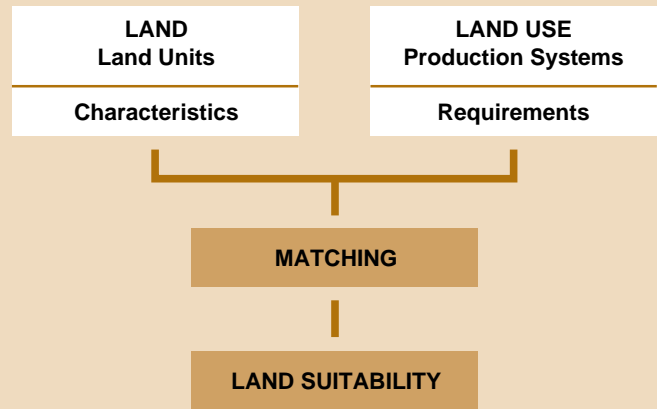 LAND
Land Units
Characteristics
LAND USE
Production Systems
Requirements
MATCHING
LAND SUITABILITY